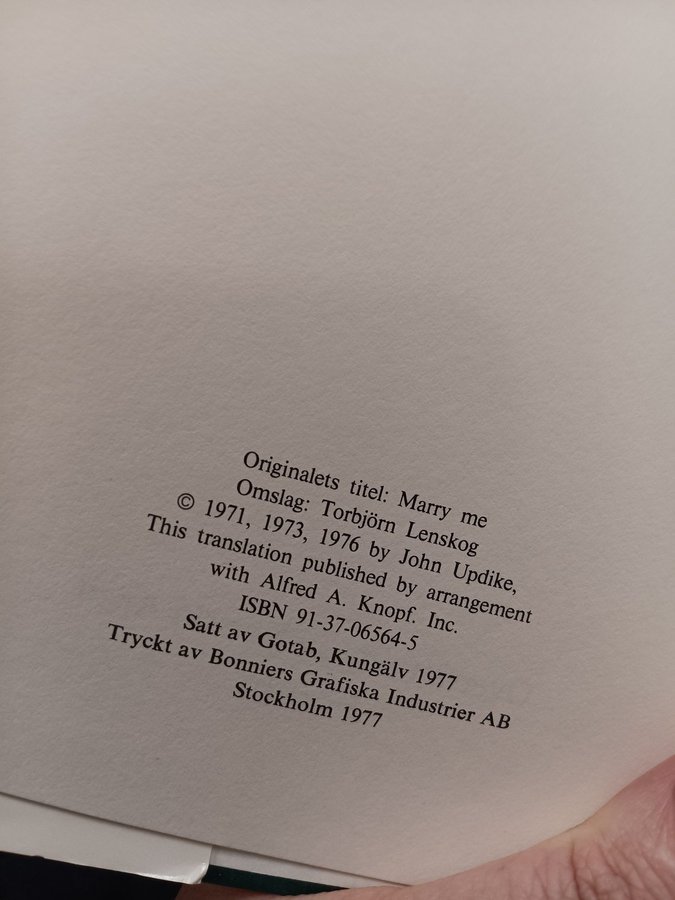 Originalets titel: Marry me
Omslag: Torbjörn Lenskog
© 1971, 1973, 1976 by John Updike,
This translation published by arrangement
with Alfred A. Knopf. Inc.
ISBN 91-37-06564-5
Satt av Gotab, Kungälv 1977
Tryckt av Bonniers Grafiska Industrier AB
Stockholm 1977